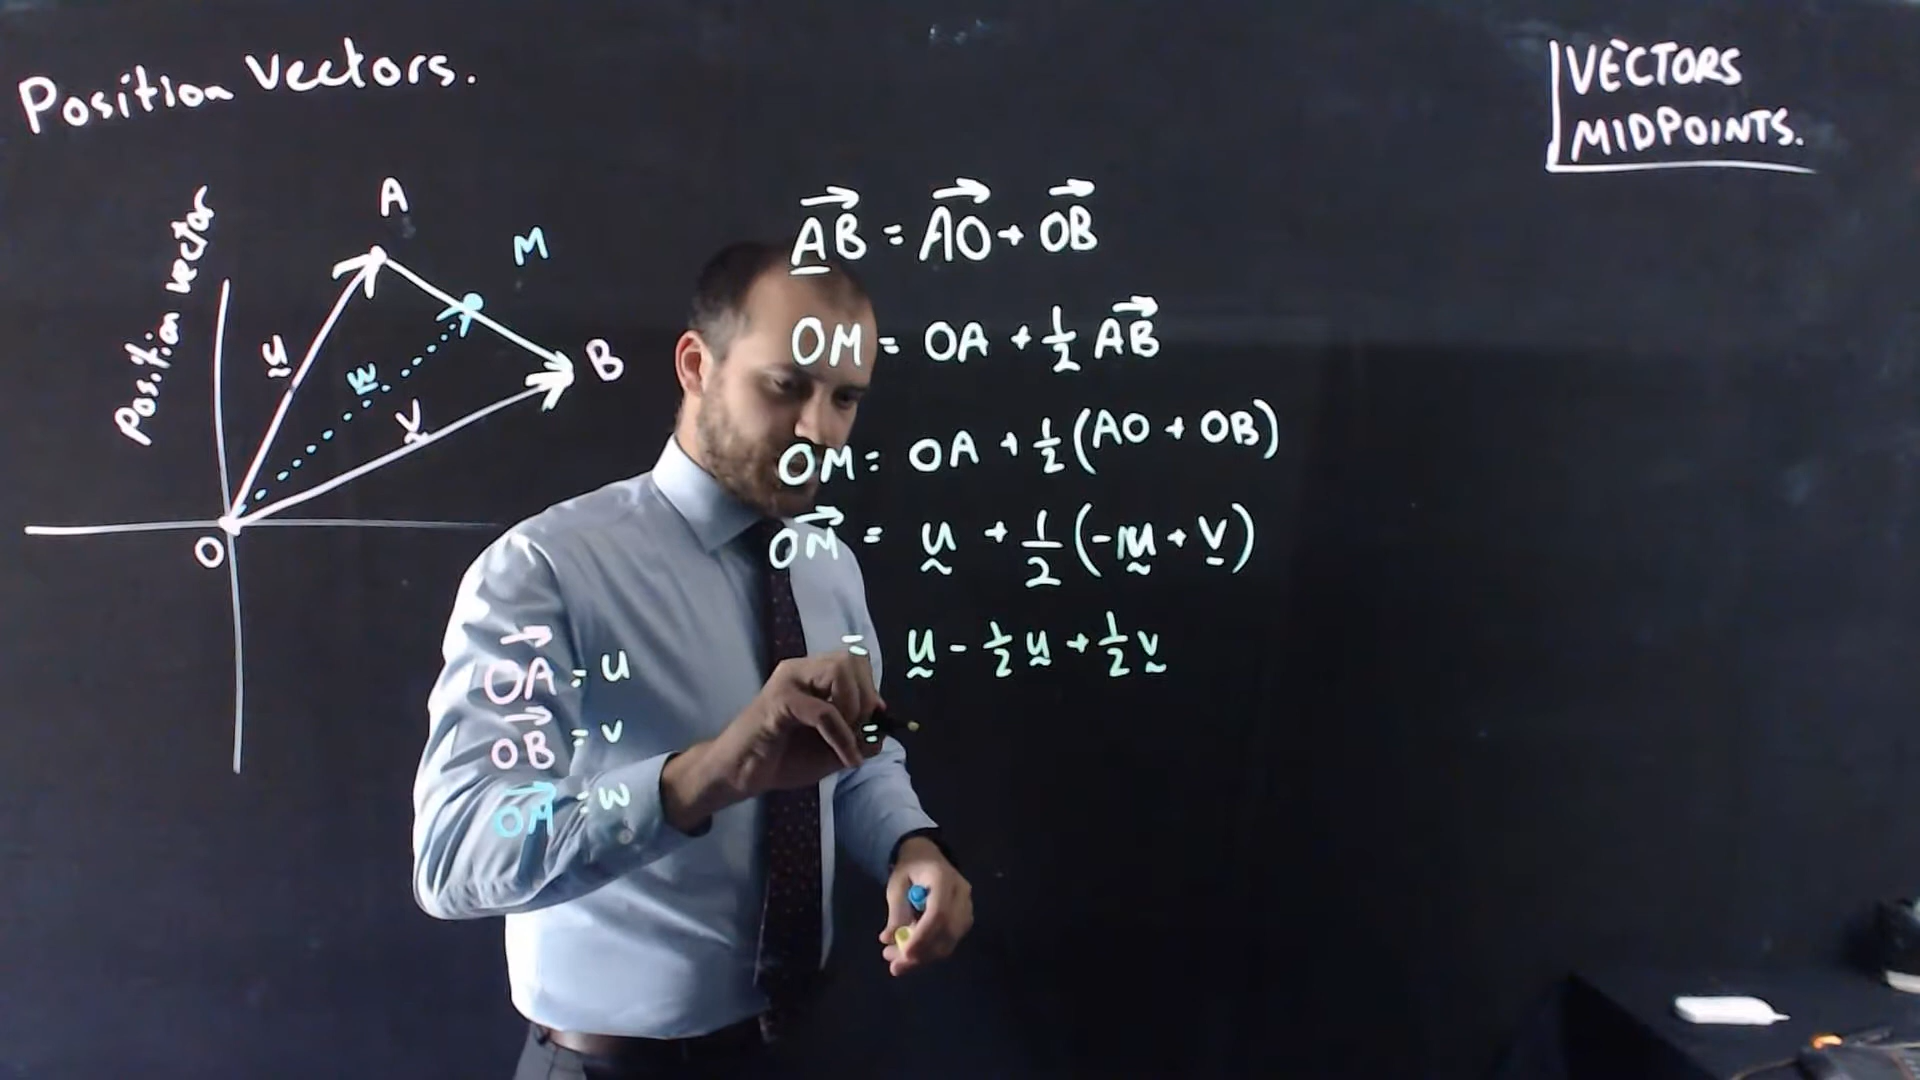 Position Vectors.
VECTORS
MIDPOINTS.
Position vector
A
M
B
u
w
v
O
AB = AO + OB
OM = OA + 1/2 AB
OM = OA + 1/2 (AO + OB)
OM = u + 1/2 (-u + v)
= u - 1/2 u + 1/2 v
=
OA = u
OB = v
OM = w